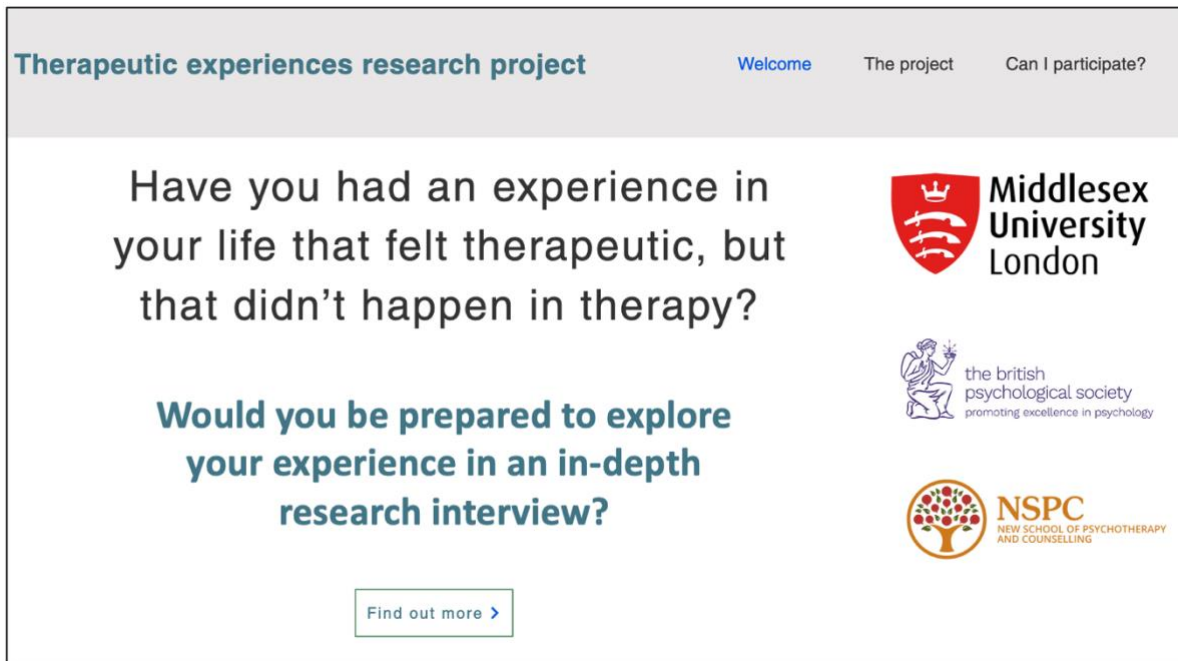 Therapeutic experiences research project
Welcome
The project
Can I participate?
Have you had an experience in
your life that felt therapeutic, but
that didn’t happen in therapy?
Would you be prepared to explore
your experience in an in-depth
research interview?
Find out more >
Middlesex
University
London
the british
psychological society
promoting excellence in psychology
NSPC
NEW SCHOOL OF PSYCHOTHERAPY
AND COUNSELLING